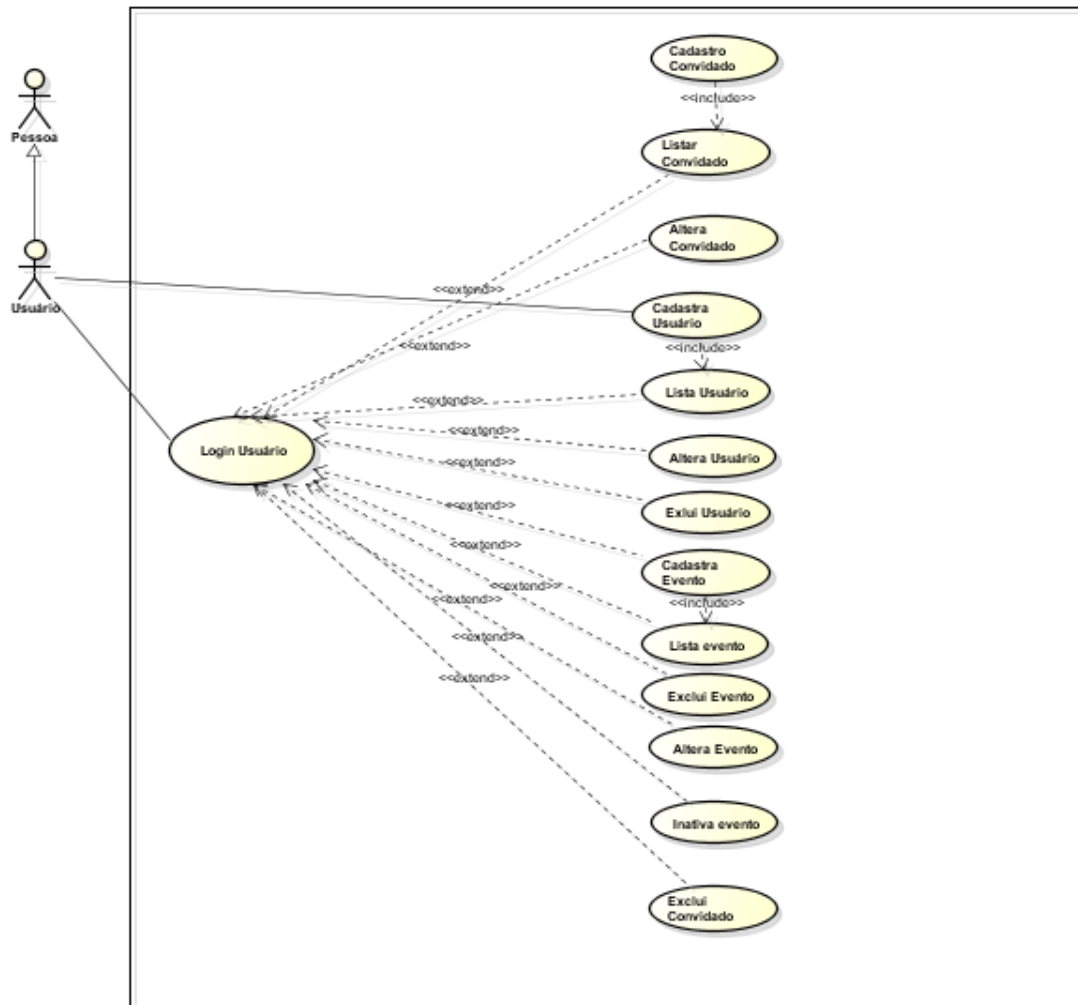 Cadastro
Convidado
<<include>>
Pessoa
Listar
Convidado
Altera
Convidado
<<extend>>
Usuário
Cadastra
Usuário
<<extend>>
<<include>>
Lista Usuário
<<extend>>
<<extend>>
Login Usuário
Altera Usuário
<<extend>>
<<extend>>
Exlui Usuário
<<extend>>
Cadastra
Evento
<<extend>>
<<extend>>
<<include>>
<<extend>>
Lista evento
<<extend>>
Exclui Evento
Altera Evento
Inativa evento
Exclui
Convidado